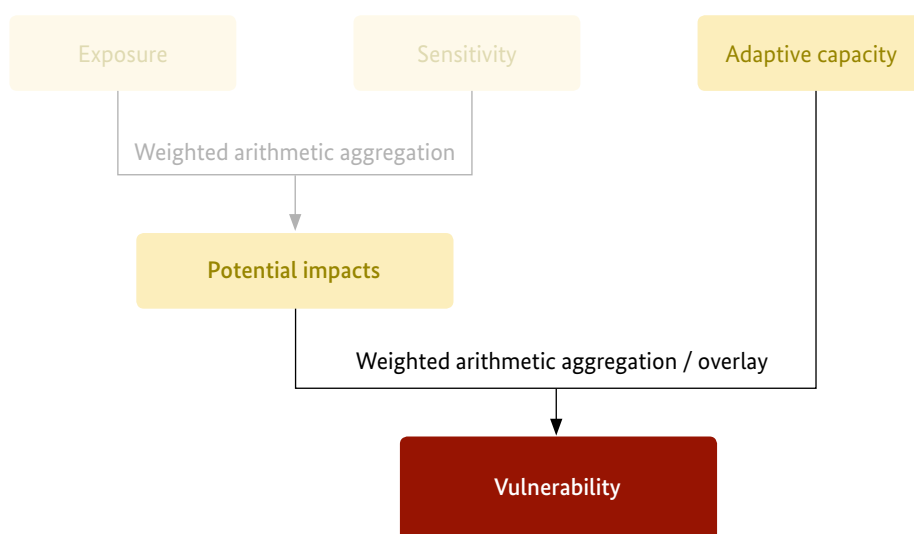 Exposure
Sensitivity
Adaptive capacity
Weighted arithmetic aggregation
Potential impacts
Weighted arithmetic aggregation / overlay
Vulnerability